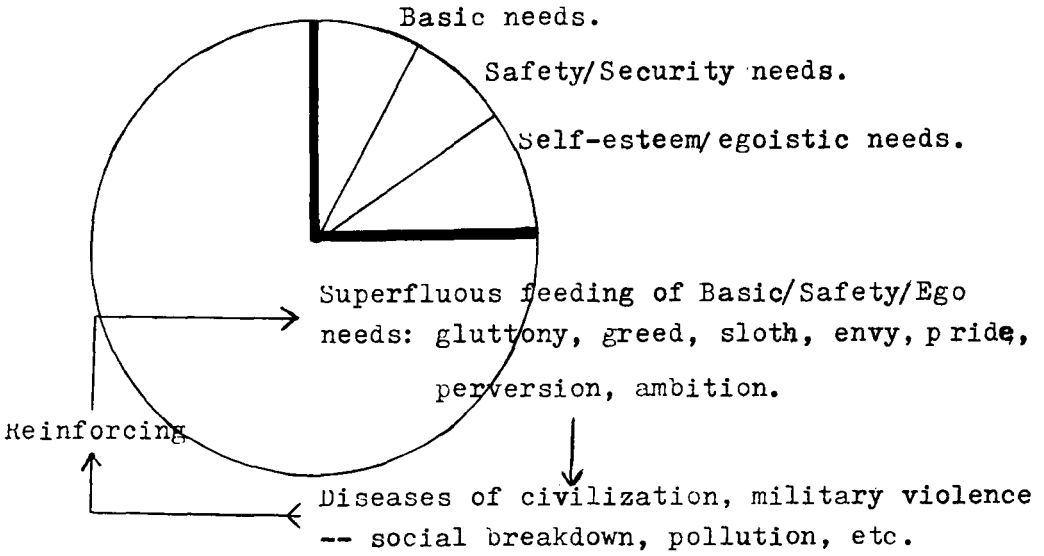 Basic needs.
Safety/Security needs.
Self-esteem/egoistic needs.
Superfluous feeding of Basic/Safety/Ego
needs: gluttony, greed, sloth, envy, pride,
perversion, ambition.
Reinforcing
Diseases of civilization, military violence
-- social breakdown, pollution, etc.